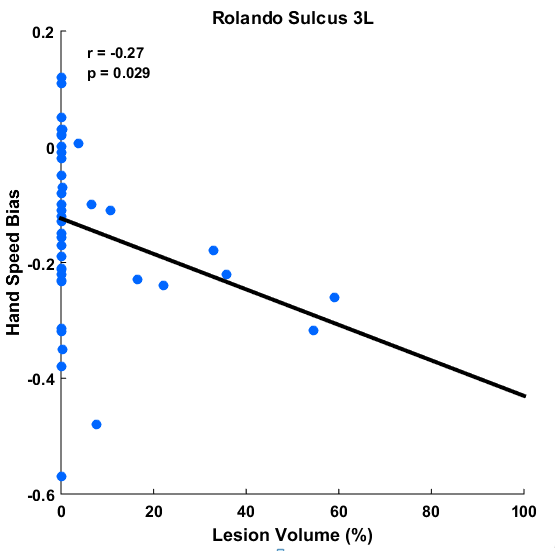 Rolando Sulcus 3L
r = -0.27
p = 0.029
0.2
0
-0.2
-0.4
-0.6
Hand Speed Bias
0 20 40 60 80 100
Lesion Volume (%)